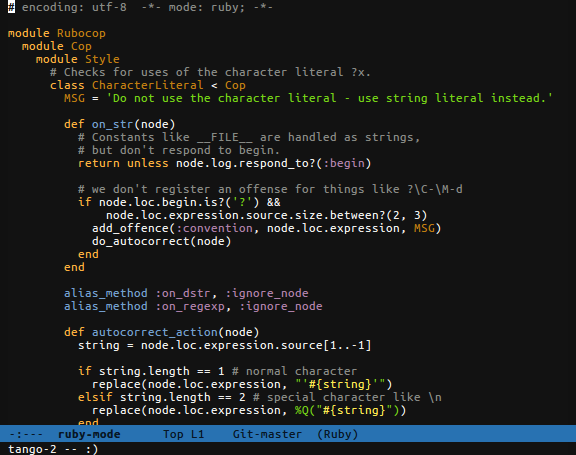 # encoding: utf-8  -*- mode: ruby; -*-

module Rubocop
  module Cop
    module Style
      # Checks for uses of the character literal ?x.
      class CharacterLiteral < Cop
        MSG = 'Do not use the character literal - use string literal instead.'

        def on_str(node)
          # Constants like __FILE__ are handled as strings,
          # but don't respond to begin.
          return unless node.log.respond_to?(:begin)

          # we don't register an offense for things like ?\C-\M-d
          if node.loc.begin.is?('?') &&
              node.loc.expression.source.size.between?(2, 3)
            add_offence(:convention, node.loc.expression, MSG)
            do_autocorrect(node)
          end
        end

        alias_method :on_dstr, :ignore_node
        alias_method :on_regexp, :ignore_node

        def autocorrect_action(node)
          string = node.loc.expression.source[1..-1]

          if string.length == 1 # normal character
            replace(node.loc.expression, "'#{string}'")
          elsif string.length == 2 # special character like \n
            replace(node.loc.expression, %Q("#{string}"))
          end
-:---  ruby-mode      Top L1    Git-master  (Ruby)
tango-2 -- :)